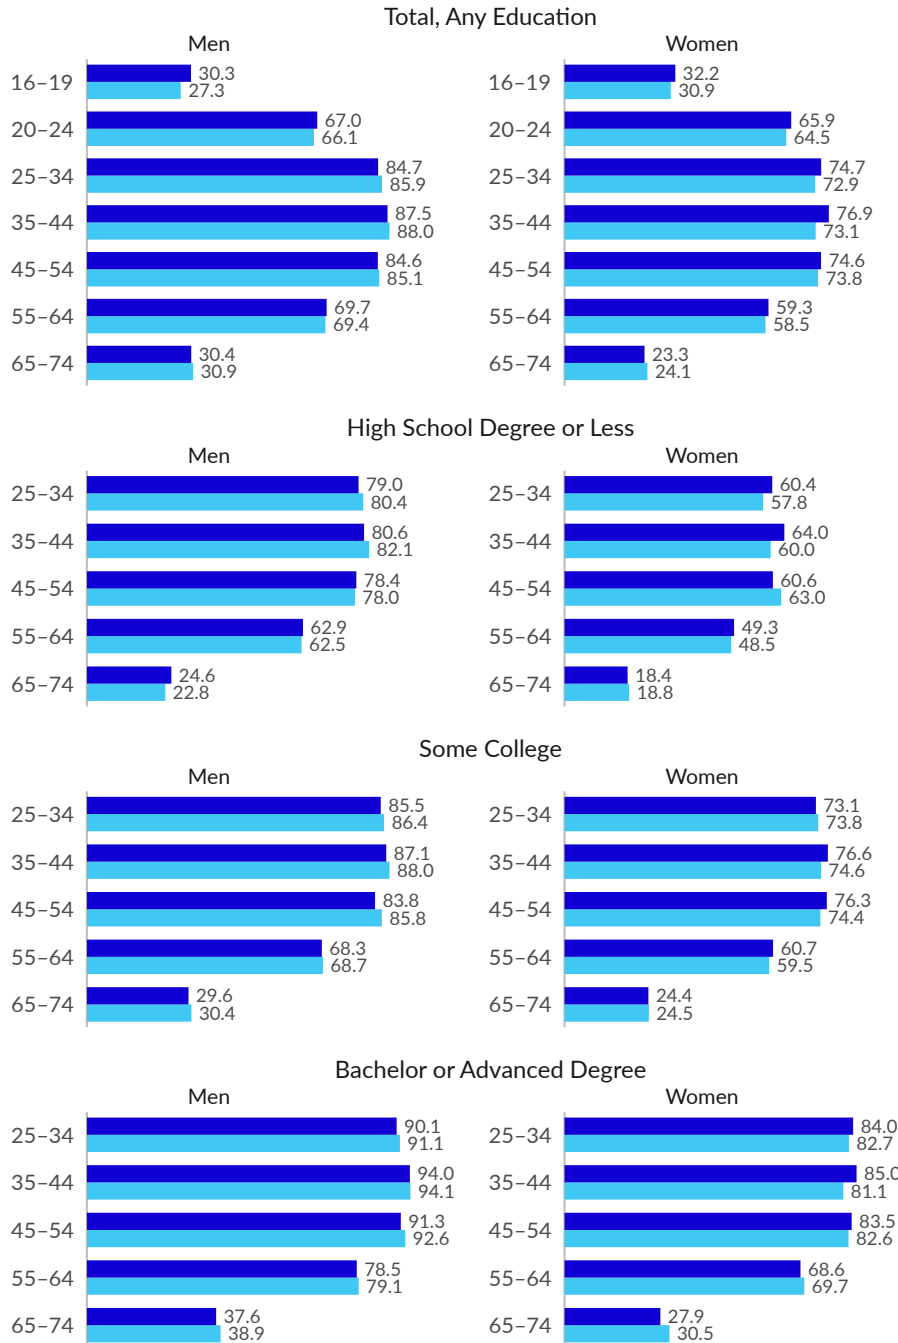 Total, Any Education
Men Women
16–19 30.3 16–19 32.2
27.3 30.9
20–24 67.0 20–24 65.9
66.1 64.5
25–34 84.7 25–34 74.7
85.9 72.9
35–44 87.5 35–44 76.9
88.0 73.1
45–54 84.6 45–54 74.6
85.1 73.8
55–64 69.7 55–64 59.3
69.4 58.5
65–74 30.4 65–74 23.3
30.9 24.1
High School Degree or Less
Men Women
25–34 79.0 25–34 60.4
80.4 57.8
35–44 80.6 35–44 64.0
82.1 60.0
45–54 78.4 45–54 60.6
78.0 63.0
55–64 62.9 55–64 49.3
62.5 48.5
65–74 24.6 65–74 18.4
22.8 18.8
Some College
Men Women
25–34 85.5 25–34 73.1
86.4 73.8
35–44 87.1 35–44 76.6
88.0 74.6
45–54 83.8 45–54 76.3
85.8 74.4
55–64 68.3 55–64 60.7
68.7 59.5
65–74 29.6 65–74 24.4
30.4 24.5
Bachelor or Advanced Degree
Men Women
25–34 90.1 25–34 84.0
91.1 82.7
35–44 94.0 35–44 85.0
94.1 81.1
45–54 91.3 45–54 83.5
92.6 82.6
55–64 78.5 55–64 68.6
79.1 69.7
65–74 37.6 65–74 27.9
38.9 30.5